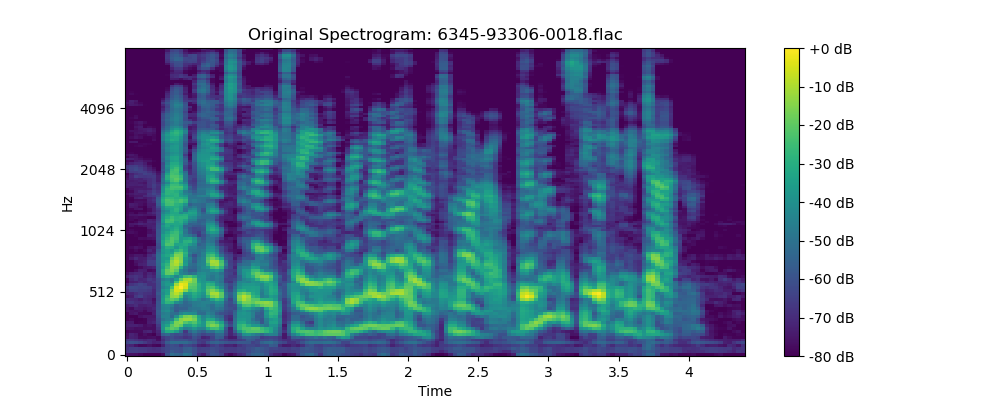 Original Spectrogram: 6345-93306-0018.flac
Hz
4096
2048
1024
512
0
0 0.5 1 1.5 2 2.5 3 3.5 4
Time
+0 dB
-10 dB
-20 dB
-30 dB
-40 dB
-50 dB
-60 dB
-70 dB
-80 dB